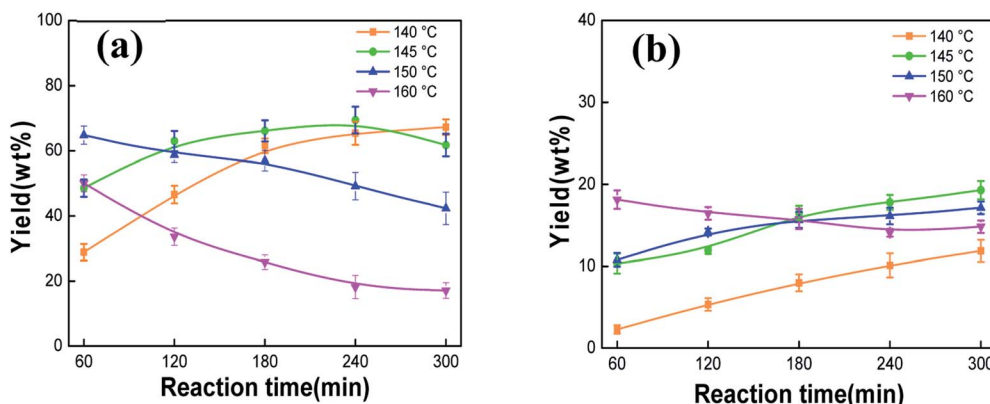 (a)
140 °C
145 °C
150 °C
160 °C
100
80
60
40
20
0
Yield(wt%)
60 120 180 240 300
Reaction time(min)
(b)
140 °C
145 °C
150 °C
160 °C
40
30
20
10
0
Yield(wt%)
60 120 180 240 300
Reaction time(min)